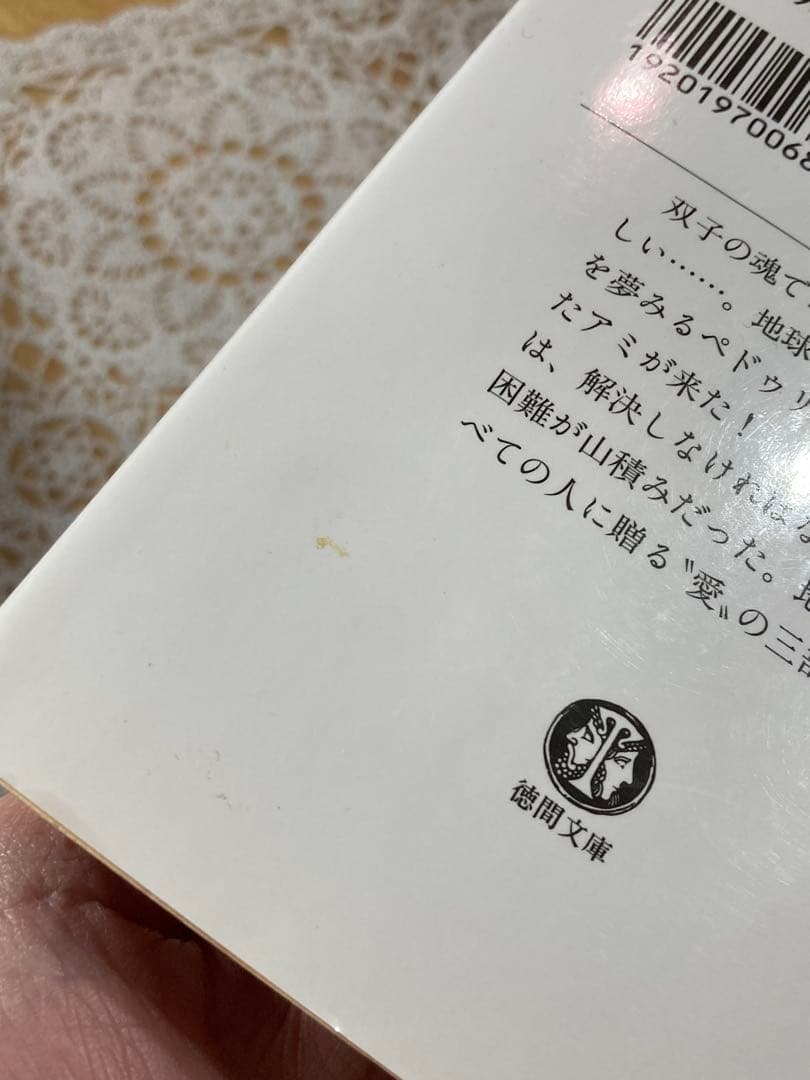 1920197006
双子の魂で
しい……。地球
を夢みるペドゥリ
たアミが来た!
は、解決しなければな
困難が山積みだった。地
べての人に贈る〝愛〟の三部
徳間文庫